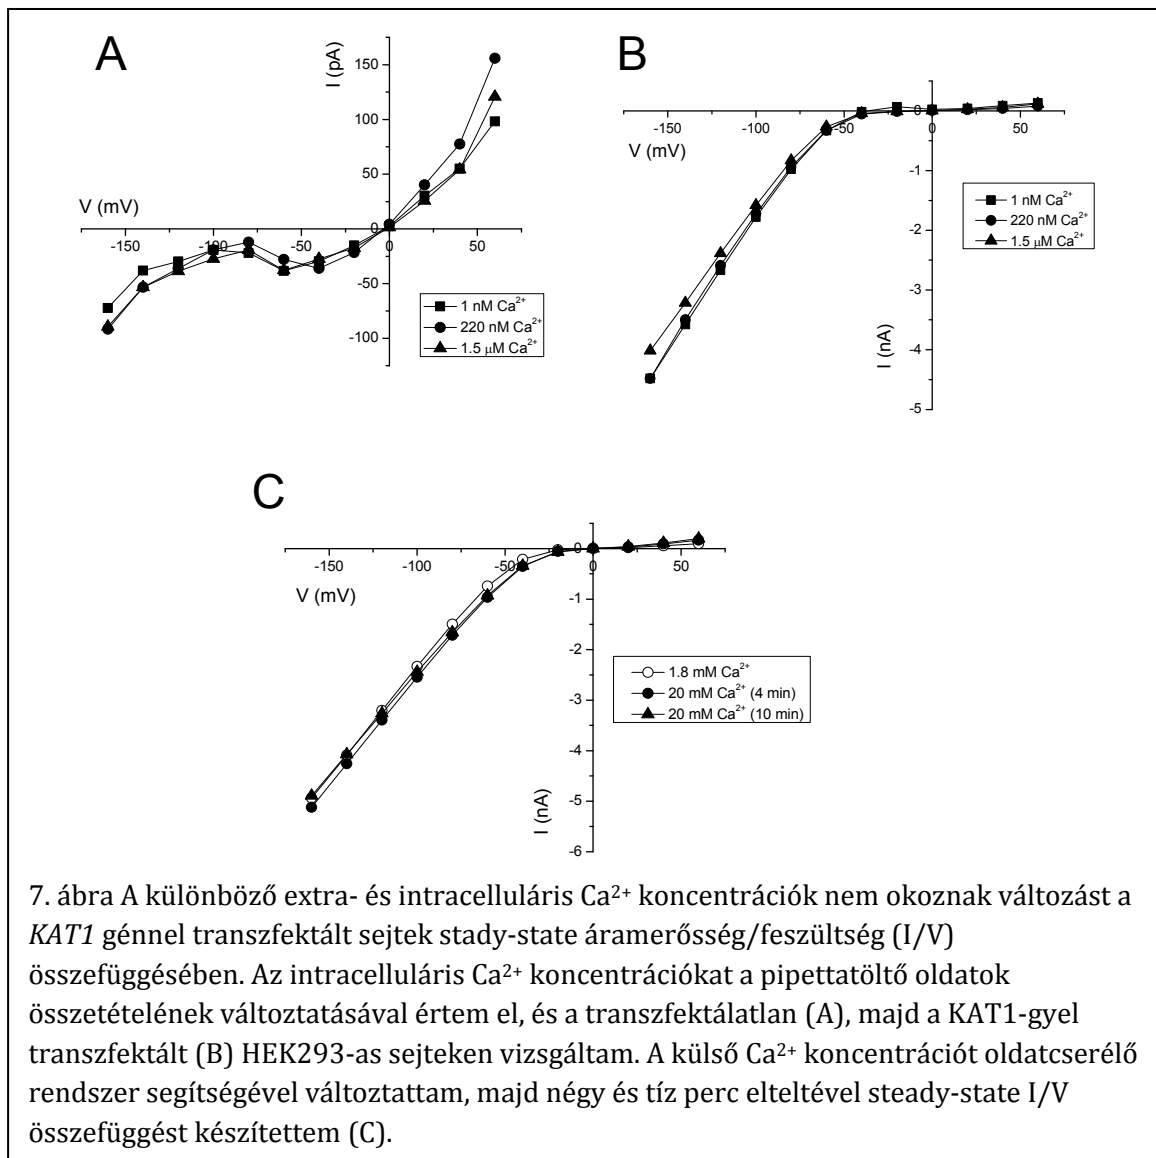 A
I (pA)
150
100
50
0
-50
-100
V (mV)
-150
-100
-50
0
50
1 nM Ca²⁺
220 nM Ca²⁺
1.5 μM Ca²⁺
B
-150
-100
-50
0
50
V (mV)
0
-1
-2
-3
-4
-5
I (nA)
1 nM Ca²⁺
220 nM Ca²⁺
1.5 μM Ca²⁺
C
-150
-100
-50
0
50
V (mV)
0
-1
-2
-3
-4
-5
-6
I (nA)
1.8 mM Ca²⁺
20 mM Ca²⁺ (4 min)
20 mM Ca²⁺ (10 min)
7. ábra A különböző extra- és intracelluláris Ca²⁺ koncentrációk nem okoznak változást a
KAT1 génnel transzfektált sejtek stady-state áramerősség/feszültség (I/V)
összefüggésében. Az intracelluláris Ca²⁺ koncentrációkat a pipettatöltő oldatok
összetételének változtatásával értem el, és a transzfektálatlan (A), majd a KAT1-gyel
transzfektált (B) HEK293-as sejteken vizsgáltam. A külső Ca²⁺ koncentrációt oldatcserélő
rendszer segítségével változtattam, majd négy és tíz perc elteltével steady-state I/V
összefüggést készítettem (C).